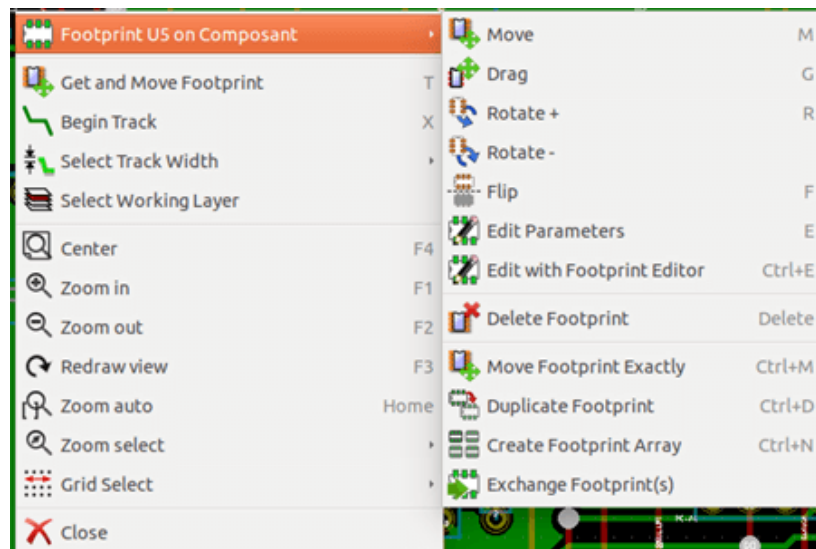 Footprint U5 on Composant
Get and Move Footprint T
Begin Track X
Select Track Width
Select Working Layer
Center F4
Zoom in F1
Zoom out F2
Redraw view F3
Zoom auto Home
Zoom select
Grid Select
Close
Move M
Drag G
Rotate + R
Rotate -
Flip F
Edit Parameters E
Edit with Footprint Editor Ctrl+E
Delete Footprint Delete
Move Footprint Exactly Ctrl+M
Duplicate Footprint Ctrl+D
Create Footprint Array Ctrl+N
Exchange Footprint(s)